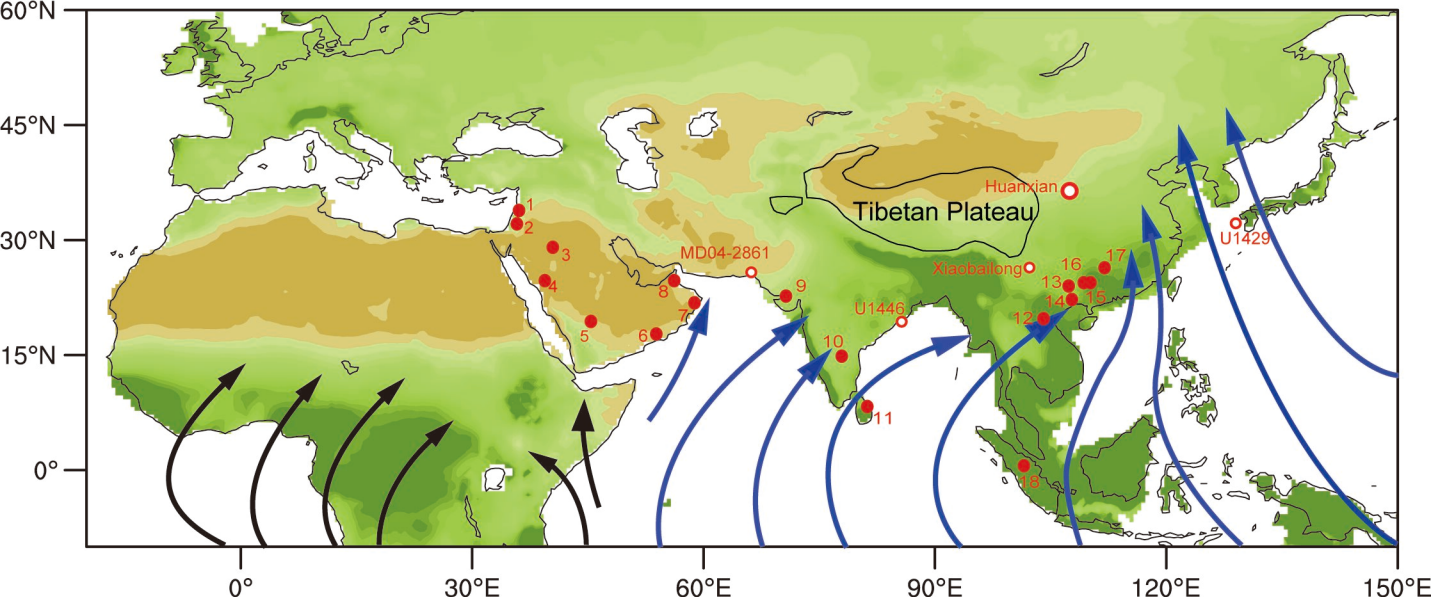 60°N
45°N
30°N
15°N
0°
0°
30°E
60°E
90°E
120°E
150°E
Huanxian
Tibetan Plateau
1
2
3
4
5
6
7
8
MD04-2861
9
U1446
10
11
Xiaobailong
16
17
13
14
15
12
U1429
18